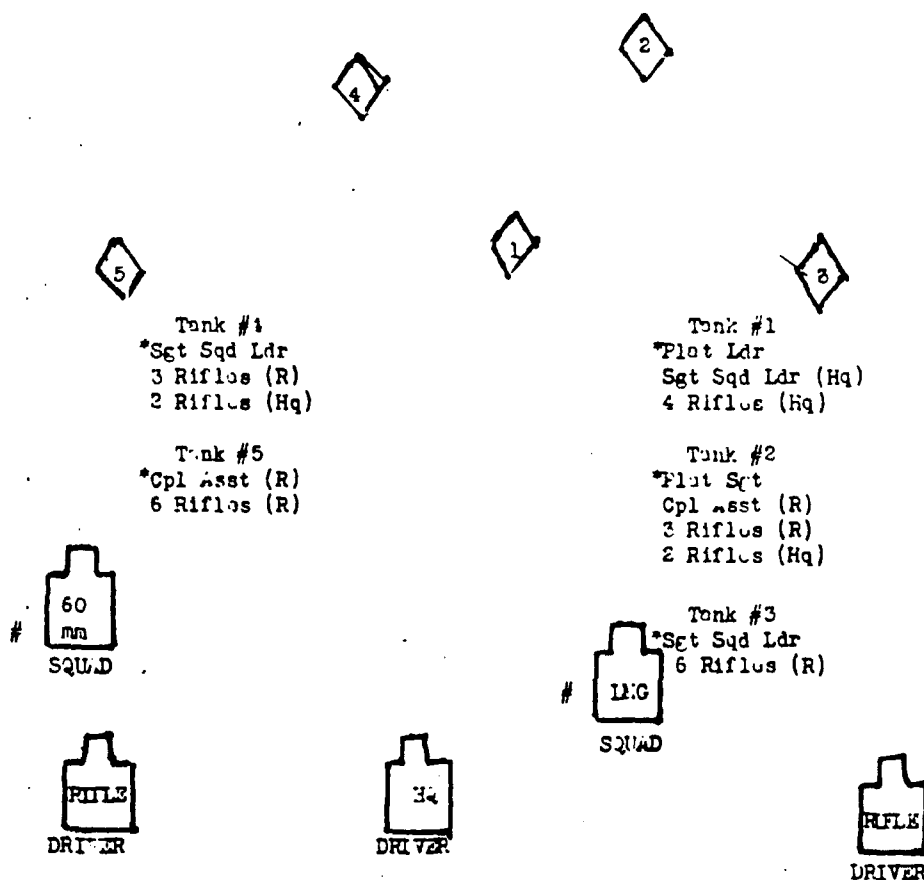 2
4
1
5
3
Tank #4
*Sgt Sqd Ldr
3 Rifles (R)
2 Rifles (Hq)
Tank #5
*Cpl Asst (R)
6 Rifles (R)
Tank #1
*Plat Ldr
Sgt Sqd Ldr (Hq)
4 Rifles (Hq)
Tank #2
*Plat Sgt
Cpl Asst (R)
3 Rifles (R)
2 Rifles (Hq)
Tank #3
*Sgt Sqd Ldr
6 Rifles (R)
60
# mm
SQUAD
# LMG
SQUAD
RIFLE
DRIVER
HQ
DRIVER
RIFLE
DRIVER